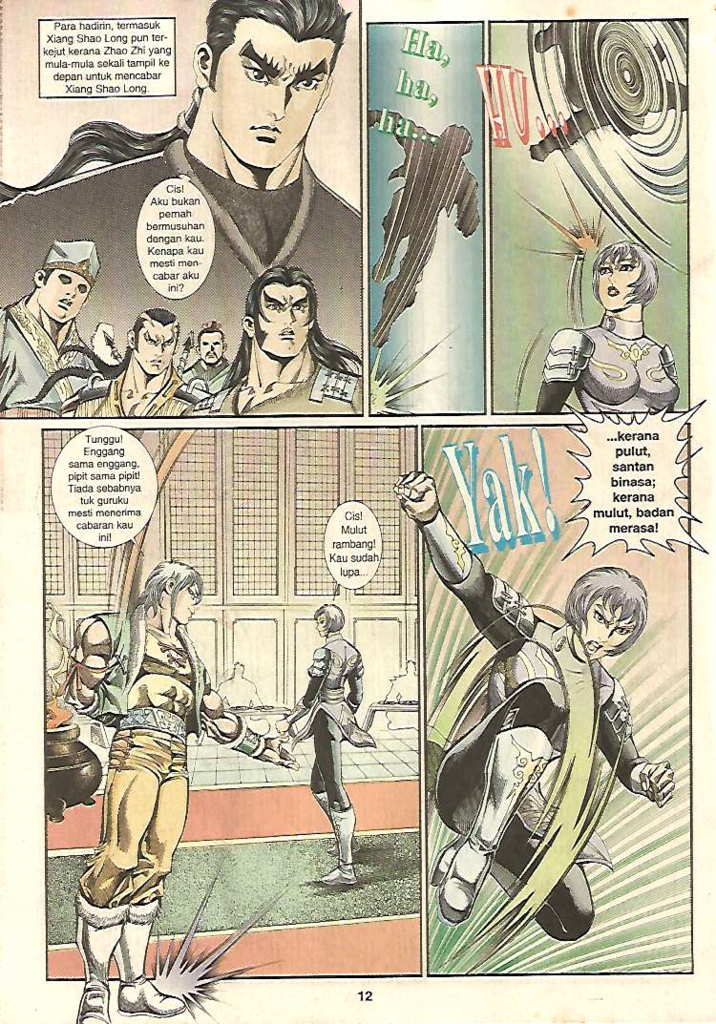 Para hadirin, termasuk
Xiang Shao Long pun ter-
kejut kerana Zhao Zhi yang
mula-mula sekali tampil ke
depan untuk mencabar
Xiang Shao Long.
Cis!
Aku bukan
pernah
bermusuhan
dengan kau.
Kenapa kau
mesti menn-
cabar aku
ini?
Ha,
ha,
ha...
HU...
Tunggu!
Enggang
sama enggang,
pipit sama pipit!
Tiada sebabnya
tuk guruku
mesti menerima
cabaran kau
ini!
Cis!
Mulut
rambang!
Kau sudah
lupa...
Yak!
...kerana
pulut,
santan
binasa;
kerana
mulut, badan
merasa!
12